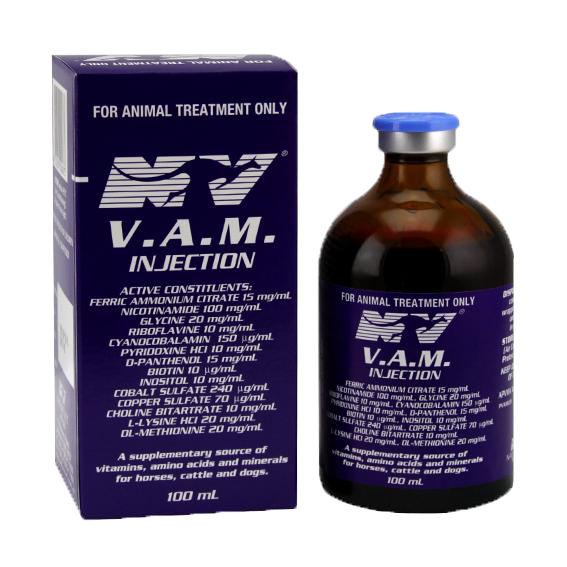 FOR ANIMAL TREATMENT ONLY
FOR ANIMAL TREATMENT ONLY
NV®
V.A.M.
INJECTION
ACTIVE CONSTITUENTS:
FERRIC AMMONIUM CITRATE 15 mg/mL
NICOTINAMIDE 100 mg/mL
GLYCINE 20 mg/mL
RIBOFLAVINE 10 mg/mL
CYANOCOBALAMIN 150 µg/mL
PYRIDOXINE HCl 10 mg/mL
D-PANTHENOL 15 mg/mL
BIOTIN 10 µg/mL
INOSITOL 10 mg/mL
COBALT SULFATE 240 µg/mL
COPPER SULFATE 70 µg/mL
CHOLINE BITARTRATE 10 mg/mL
L-LYSINE HCl 20 mg/mL
DL-METHIONINE 20 mg/mL
A supplementary source of
vitamins, amino acids and minerals
for horses, cattle and dogs.
100 mL
FOR ANIMAL TREATMENT ONLY
NV
V.A.M.
INJECTION
FERRIC AMMONIUM CITRATE 15 mg/mL
NICOTINAMIDE 100 mg/mL, GLYCINE 20 mg/mL
RIBOFLAVINE 10 mg/mL, CYANOCOBALAMIN 150 µg/mL
PYRIDOXINE HCl 10 mg/mL, D-PANTHENOL 15 mg/mL
BIOTIN 10 µg/mL, INOSITOL 10 mg/mL
COBALT SULFATE 240 µg/mL, COPPER SULFATE 70 µg/mL
CHOLINE BITARTRATE 10 mg/mL
L-LYSINE HCl 20 mg/mL, DL-METHIONINE 20 mg/mL
A supplementary source of
vitamins, amino acids and minerals
for horses, cattle and dogs.
100 mL